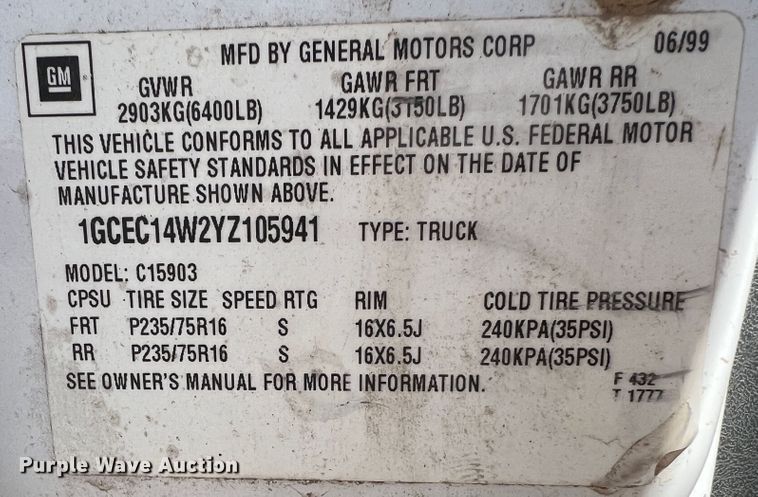 GM
MFD BY GENERAL MOTORS CORP 06/99
GVWR GAWR FRT GAWR RR
2903KG(6400LB) 1429KG(3150LB) 1701KG(3750LB)
THIS VEHICLE CONFORMS TO ALL APPLICABLE U.S. FEDERAL MOTOR
VEHICLE SAFETY STANDARDS IN EFFECT ON THE DATE OF
MANUFACTURE SHOWN ABOVE.
1GCEC14W2YZ105941 TYPE: TRUCK
MODEL: C15903
CPSU TIRE SIZE SPEED RTG RIM COLD TIRE PRESSURE
FRT P235/75R16 S 16X6.5J 240KPA(35PSI)
RR P235/75R16 S 16X6.5J 240KPA(35PSI)
SEE OWNER'S MANUAL FOR MORE INFORMATION. F 432
T 1777
Purple Wave Auction